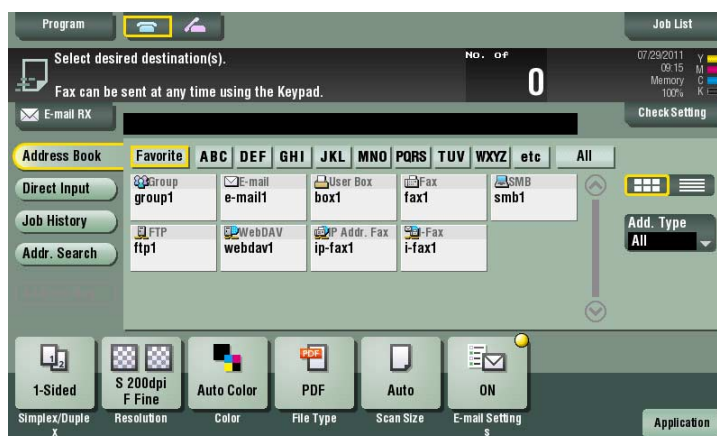 Program
Job List
Select desired destination(s).
No. of
07/29/2011
09:15
Memory
100%
Y
M
C
K
0
Fax can be sent at any time using the Keypad.
E-mail RX
Check Setting
Address Book
Favorite
ABC
DEF
GHI
JKL
MNO
PQRS
TUV
WXYZ
etc
All
Direct Input
Job History
Addr. Search
Group
group1
E-mail
e-mail1
User Box
box1
Fax
fax1
SMB
smb1
FTP
ftp1
WebDAV
webdav1
IP Addr. Fax
ip-fax1
I-Fax
i-fax1
Add. Type
All
1-Sided
S 200dpi
F Fine
Auto Color
PDF
PDF
Auto
ON
Simplex/Duple
x
Resolution
Color
File Type
Scan Size
E-mail Setting
s
Application